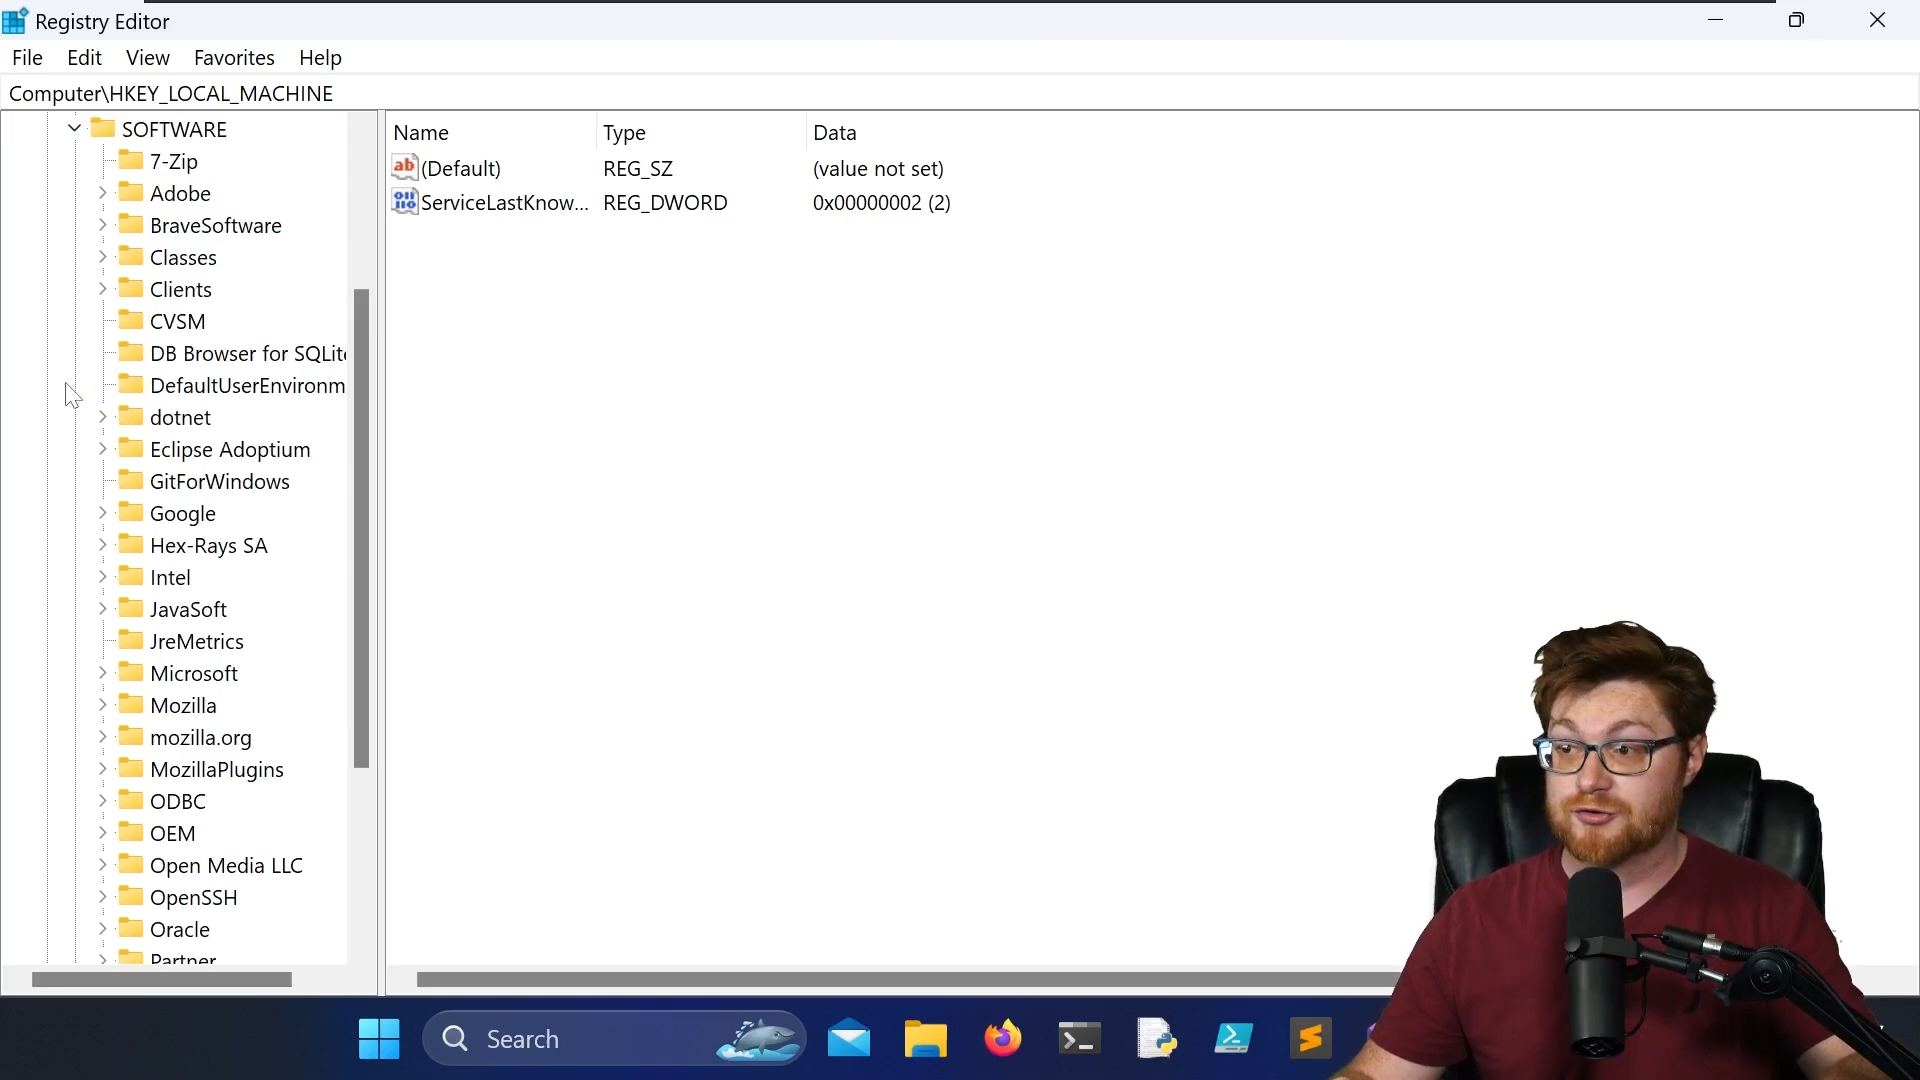 Registry Editor
File Edit View Favorites Help
Computer\HKEY_LOCAL_MACHINE
SOFTWARE
7-Zip
Adobe
BraveSoftware
Classes
Clients
CVSM
DB Browser for SQLite
DefaultUserEnvironm
dotnet
Eclipse Adoptium
GitForWindows
Google
Hex-Rays SA
Intel
JavaSoft
JreMetrics
Microsoft
Mozilla
mozilla.org
MozillaPlugins
ODBC
OEM
Open Media LLC
OpenSSH
Oracle
Partner
Name Type Data
(Default) REG_SZ (value not set)
ServiceLastKnow... REG_DWORD 0x00000002 (2)
Search